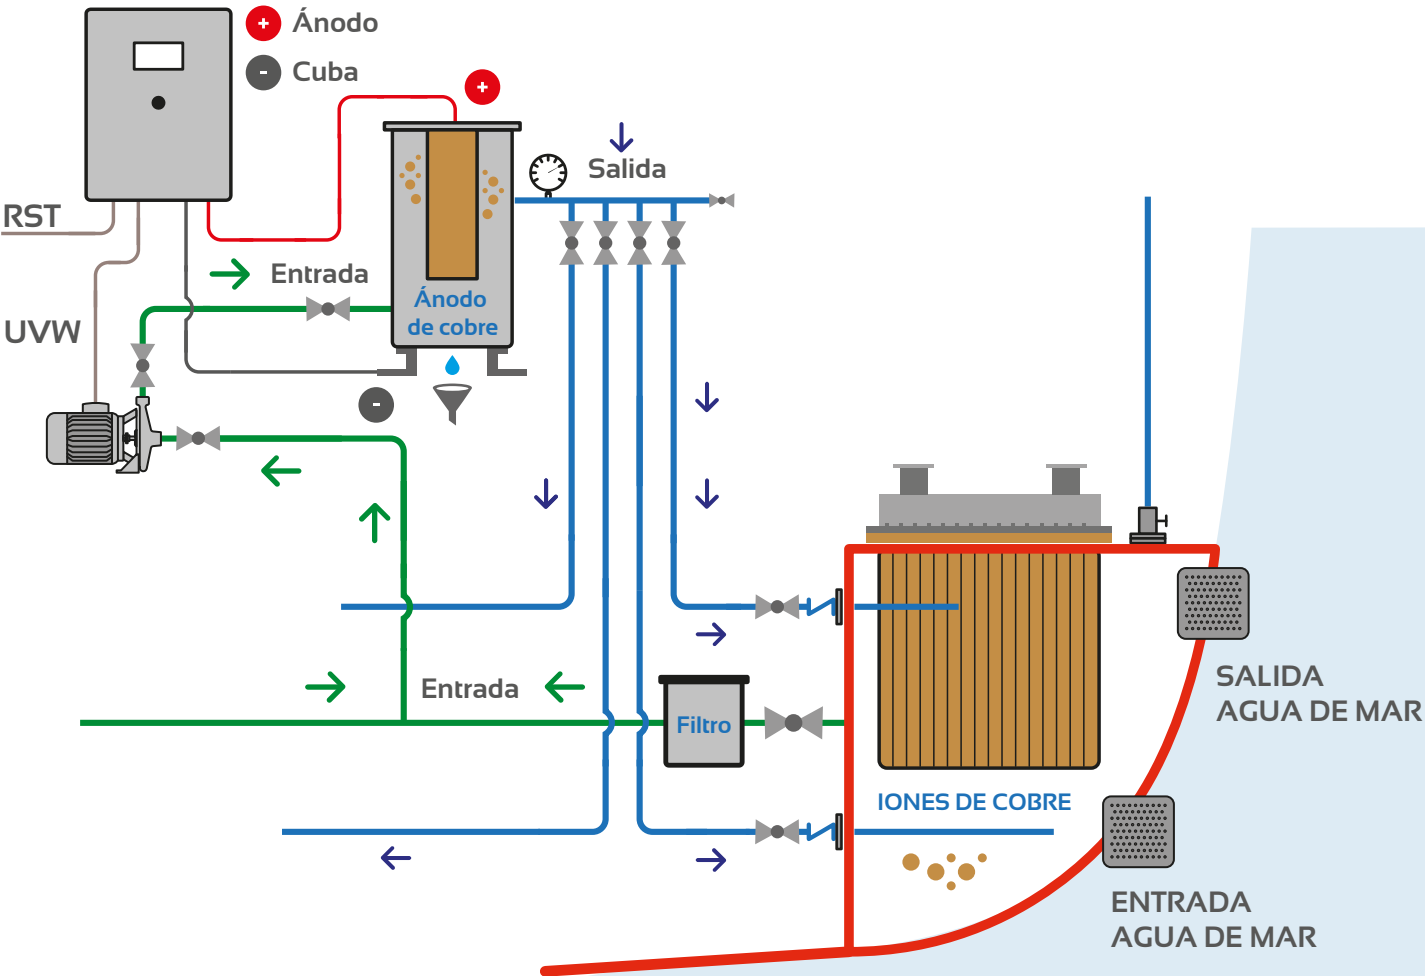 + Ánodo
- Cuba
+
Salida
RST
Entrada
Ánodo
de cobre
UVW
-
Entrada
Filtro
SALIDA
AGUA DE MAR
IONES DE COBRE
ENTRADA
AGUA DE MAR